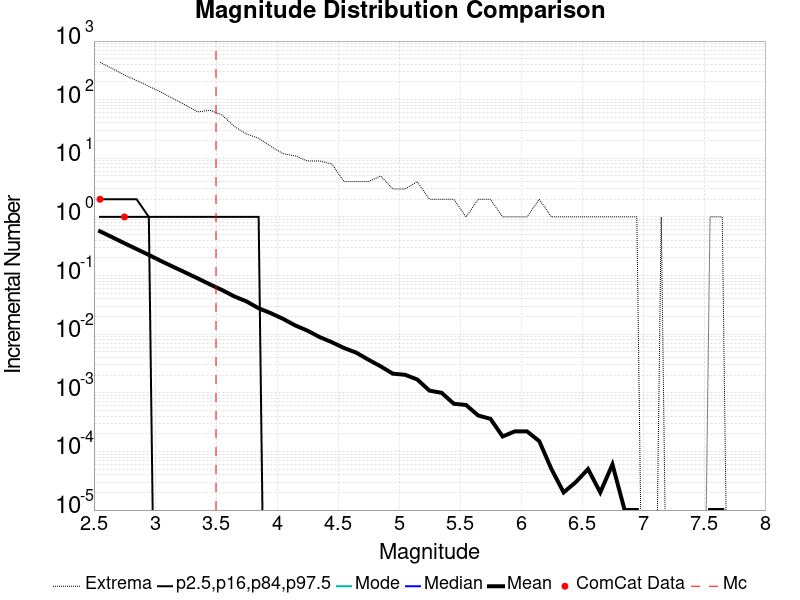 Magnitude Distribution Comparison
Incremental Number
10^3
10^2
10^1
10^0
10^-1
10^-2
10^-3
10^-4
10^-5
2.5 3 3.5 4 4.5 5 5.5 6 6.5 7 7.5 8
Magnitude
Extrema p2.5,p16,p84,p97.5 Mode Median Mean ComCat Data Mc